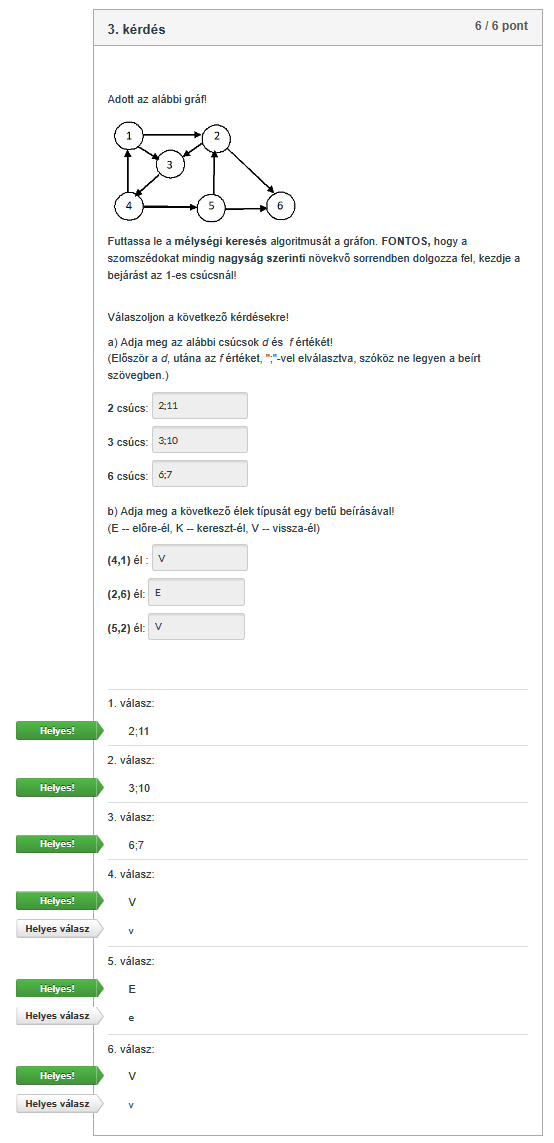 3. kérdés
6 / 6 pont
Adott az alábbi gráf!
1
2
3
4
5
6
Futtassa le a mélységi keresés algoritmusát a gráfon. FONTOS, hogy a
szomszédokat mindig nagyság szerinti növekvő sorrendben dolgozza fel, kezdje a
bejárást az 1-es csúcsnál!
Válaszoljon a következő kérdésekre!
a) Adja meg az alábbi csúcsok d és f értékét!
(Először a d, utána az f értéket, ";"-vel elválasztva, szóköz ne legyen a beírt
szövegben.)
2 csúcs: 2;11
3 csúcs: 3;10
6 csúcs: 6;7
b) Adja meg a következő élek típusát egy betű beírásával!
(E -- előre-él, K -- kereszt-él, V -- vissza-él)
(4,1) él : V
(2,6) él: E
(5,2) él: V
1. válasz:
Helyes! 2;11
2. válasz:
Helyes! 3;10
3. válasz:
Helyes! 6;7
4. válasz:
Helyes! V
Helyes válasz v
5. válasz:
Helyes! E
Helyes válasz e
6. válasz:
Helyes! V
Helyes válasz v